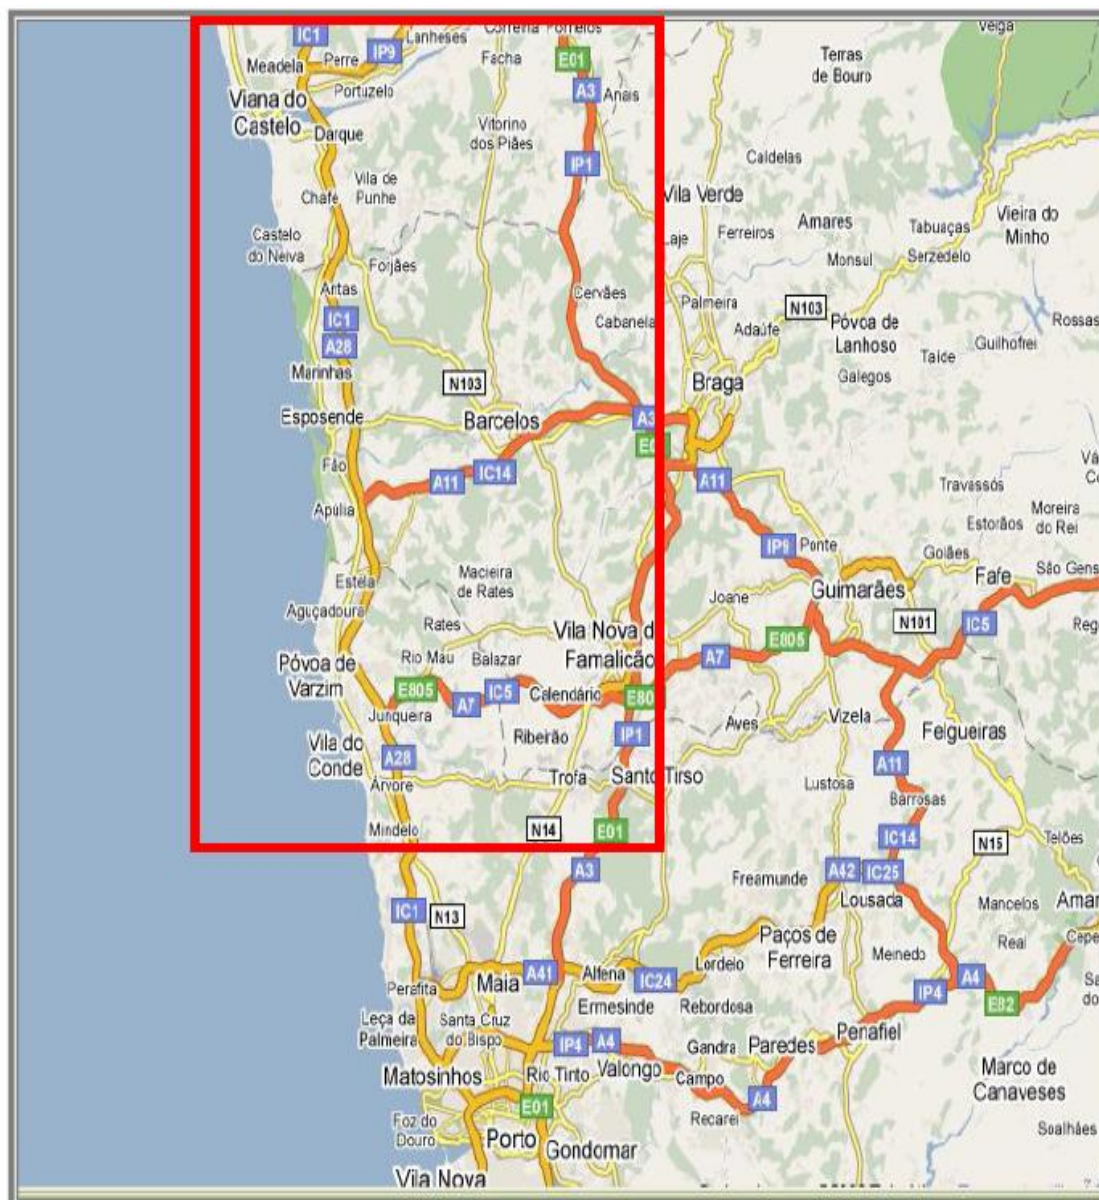 IC1
Correlhã
Veiga
IP9
Lanheses
Facha
E01
Terras
de Bouro
Meadela
Perre
Portuzelo
A3
Anais
Viana do
Castelo
Darque
Vitorino
dos Piães
IP1
Caldelas
Vila de
Punhe
Chafé
Vila Verde
Amares
Tabuaças
Vieira do
Minho
Castelo
do Neiva
Laje
Ferreiros
Monsul
Serzedelo
Forjães
Antas
Cervães
Cabanela
Palmeira
N103
IC1
A28
Adaúfe
Póvoa de
Lanhoso
Rossas
Taíde
Guilhofrei
Marinhas
N103
Braga
Galegos
Esposende
Barcelos
A3
E01
Fão
A11
IC14
A11
Travassós
Apúlia
Estorãos
Moreira
do Rei
IP9
Ponte
Golães
Estela
Macieira
de Rates
Guimarães
Fafe
São Gens
Aguçadoura
Joane
Rates
Vila Nova d
Famalicão
N101
IC5
E805
Póvoa de
Varzim
Rio Mau
Balazar
A7
E805
A7
IC5
Calendário
E80
Junqueira
Aves
Vizela
Felgueiras
Ribeirão
IP1
Vila do
Conde
A28
Árvore
Trofa
Santo Tirso
A11
Lustosa
Barrosas
Mindelo
N14
E01
IC14
N15
Telões
A3
Freamunde
A42
IC25
Lousada
Mancelos
Amar
IC1
N13
Paços de
Ferreira
Real
Meinedo
Perafita
Maia
A41
Alfena
IC24
Lordelo
A4
IP4
E82
Ermesinde
Rebordosa
Leça da
Palmeira
Santa Cruz
do Bispo
IP4
A4
Gandra
Paredes
Penafiel
Matosinhos
Rio Tinto
Valongo
Campo
Marco de
Canaveses
E01
A4
Recarei
Foz do
Douro
Porto
Gondomar
Soalhães
Vila Nova